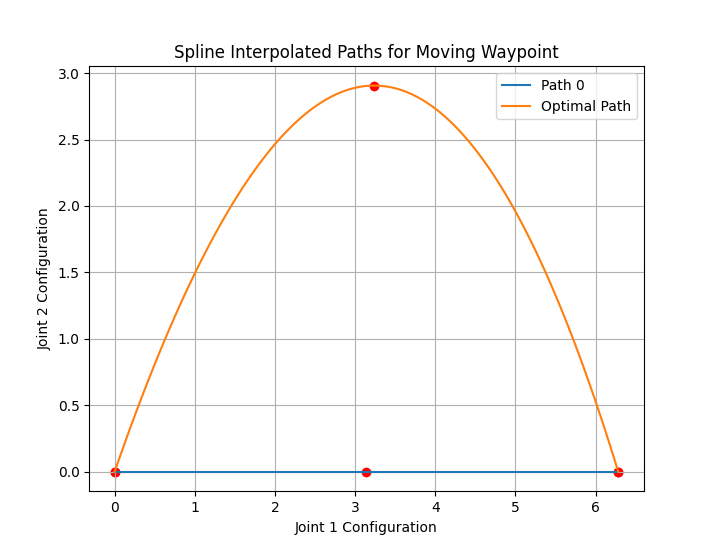 Spline Interpolated Paths for Moving Waypoint
Path 0
Optimal Path
3.0
2.5
2.0
1.5
1.0
0.5
0.0
Joint 2 Configuration
0 1 2 3 4 5 6
Joint 1 Configuration